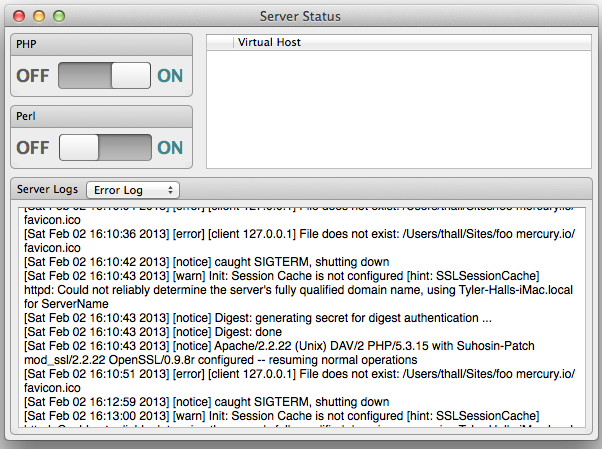 Server Status
PHP
OFF ON
Virtual Host
Perl
OFF ON
Server Logs Error Log
favicon.ico
[Sat Feb 02 16:10:36 2013] [error] [client 127.0.0.1] File does not exist: /Users/thall/Sites/foo mercury.io/
favicon.ico
[Sat Feb 02 16:10:42 2013] [notice] caught SIGTERM, shutting down
[Sat Feb 02 16:10:43 2013] [warn] Init: Session Cache is not configured [hint: SSLSessionCache]
httpd: Could not reliably determine the server's fully qualified domain name, using Tyler-Halls-iMac.local
for ServerName
[Sat Feb 02 16:10:43 2013] [notice] Digest: generating secret for digest authentication ...
[Sat Feb 02 16:10:43 2013] [notice] Digest: done
[Sat Feb 02 16:10:43 2013] [notice] Apache/2.2.22 (Unix) DAV/2 PHP/5.3.15 with Suhosin-Patch
mod_ssl/2.2.22 OpenSSL/0.9.8r configured -- resuming normal operations
[Sat Feb 02 16:10:51 2013] [error] [client 127.0.0.1] File does not exist: /Users/thall/Sites/foo mercury.io/
favicon.ico
[Sat Feb 02 16:12:59 2013] [notice] caught SIGTERM, shutting down
[Sat Feb 02 16:13:00 2013] [warn] Init: Session Cache is not configured [hint: SSLSessionCache]